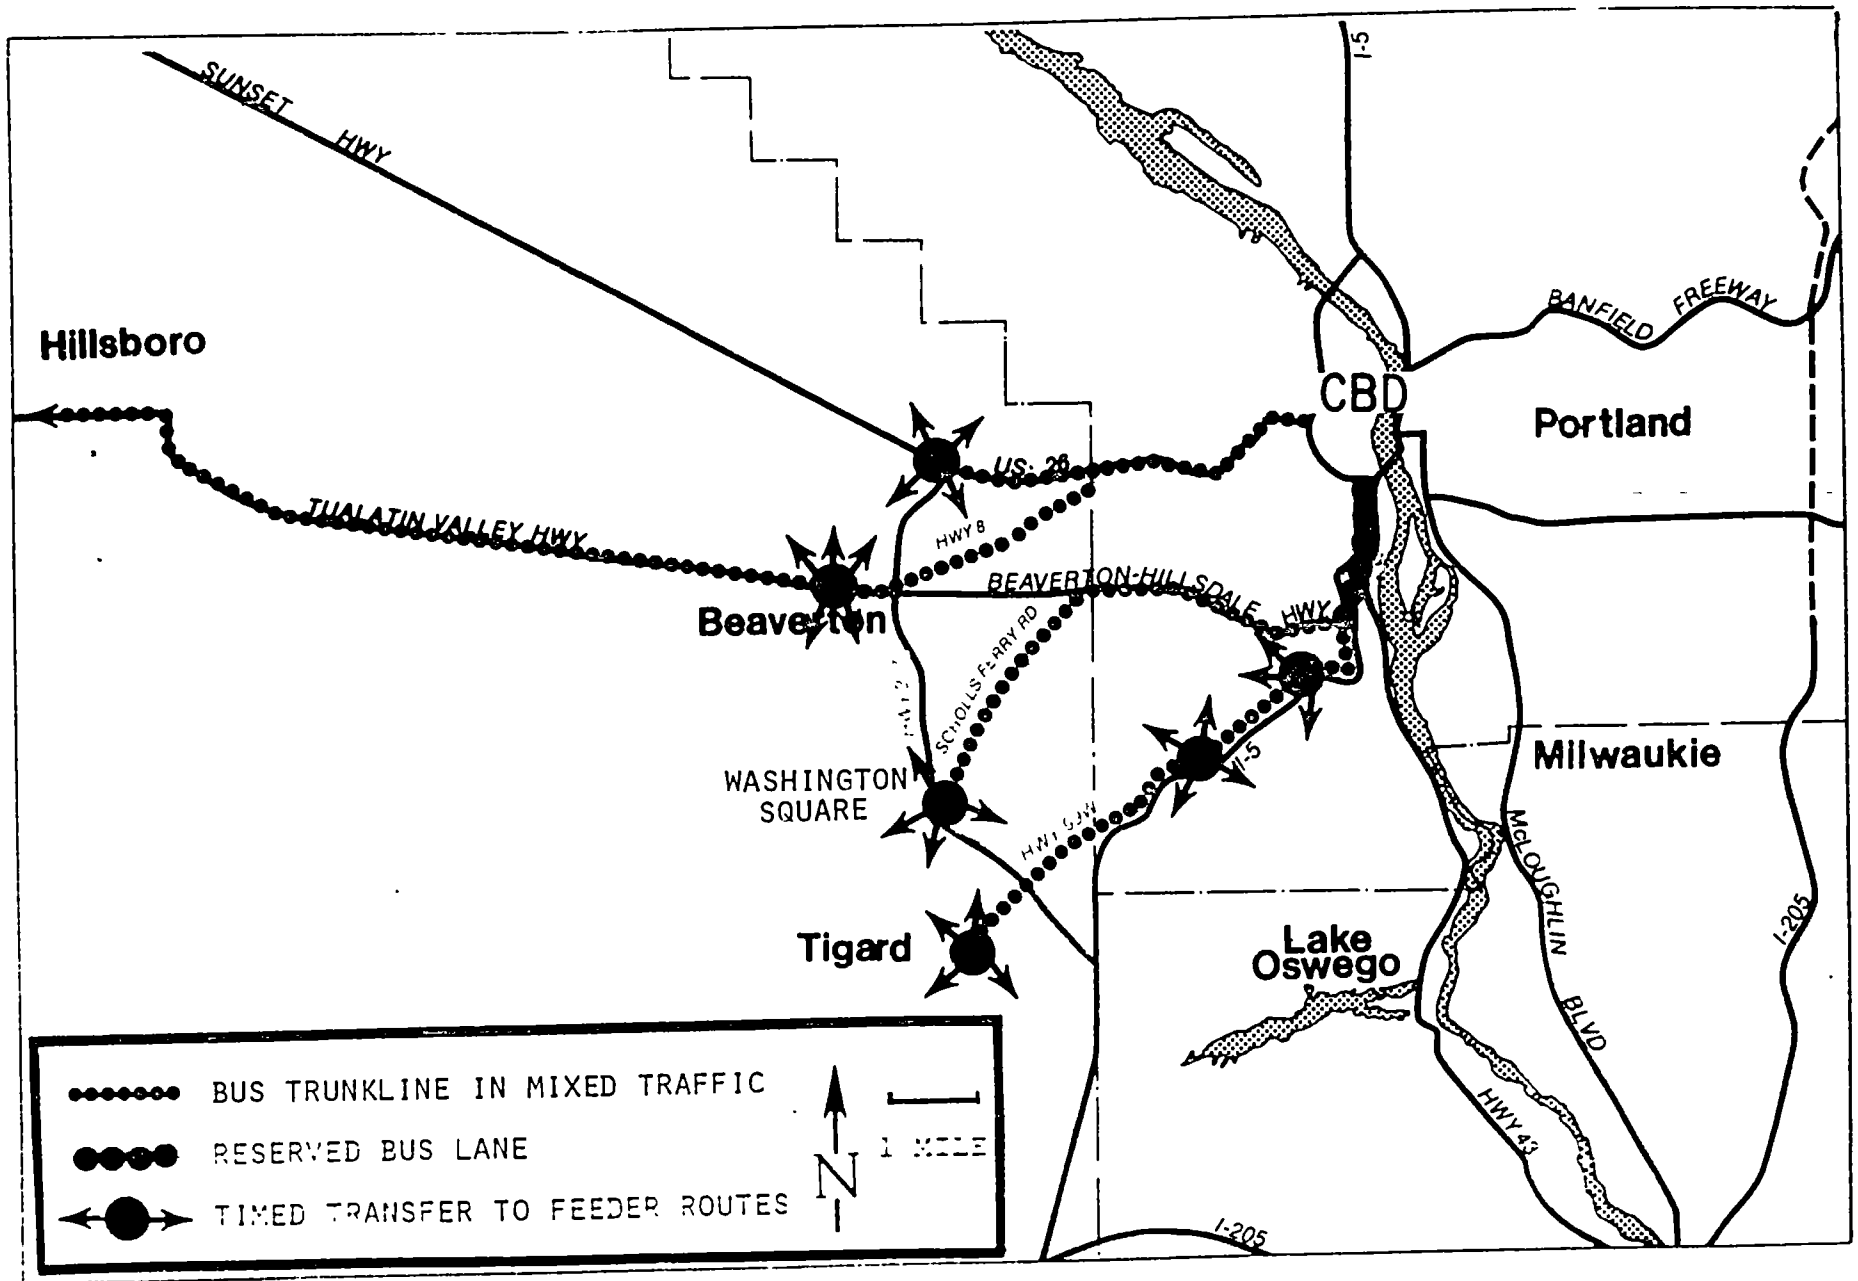 SUNSET
HWY
I-5
BANFIELD
FREEWAY
Hillsboro
CBD
Portland
US. 26
TUALATIN VALLEY HWY
HWY 8
BEAVERTON-HILLSDALE
HWY
Beaverton
SCHOLLS FERRY RD
WASHINGTON
SQUARE
I-5
Milwaukie
HWY 99W
McLOUGHLIN
BLVD
Tigard
Lake
Oswego
I-205
HWY 43
I-205
BUS TRUNKLINE IN MIXED TRAFFIC
RESERVED BUS LANE
TIMED TRANSFER TO FEEDER ROUTES
N
1 MILE